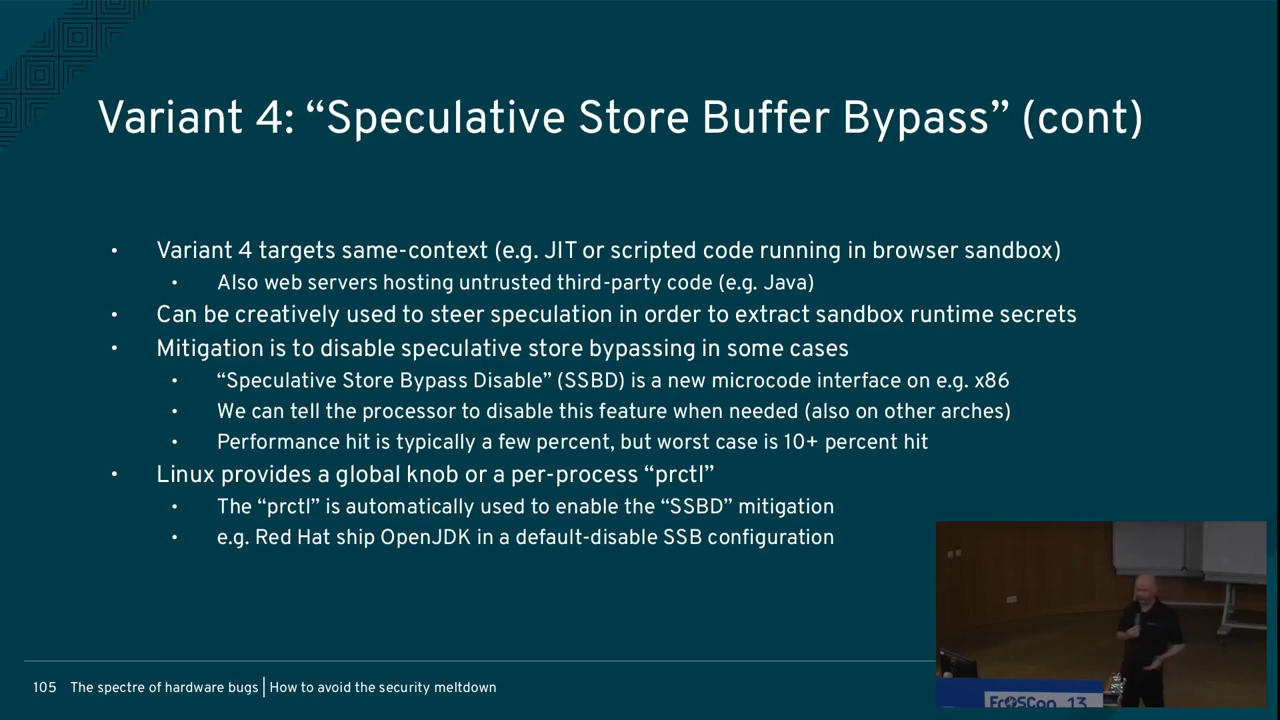 Variant 4: “Speculative Store Buffer Bypass” (cont)
• Variant 4 targets same-context (e.g. JIT or scripted code running in browser sandbox)
• Also web servers hosting untrusted third-party code (e.g. Java)
• Can be creatively used to steer speculation in order to extract sandbox runtime secrets
• Mitigation is to disable speculative store bypassing in some cases
• “Speculative Store Bypass Disable” (SSBD) is a new microcode interface on e.g. x86
• We can tell the processor to disable this feature when needed (also on other arches)
• Performance hit is typically a few percent, but worst case is 10+ percent hit
• Linux provides a global knob or a per-process “prctl”
• The “prctl” is automatically used to enable the “SSBD” mitigation
• e.g. Red Hat ship OpenJDK in a default-disable SSB configuration
FrOSCon 13
105 The spectre of hardware bugs | How to avoid the security meltdown